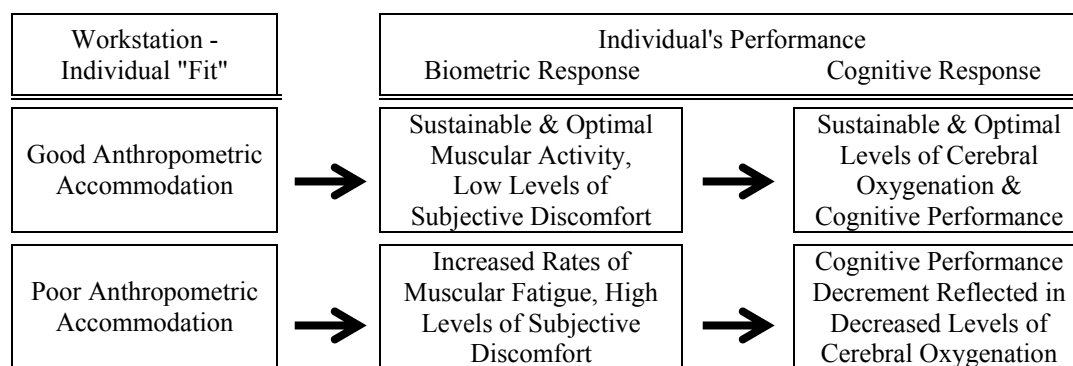 Workstation -
Individual "Fit"
Individual's Performance
Biometric Response Cognitive Response
Good Anthropometric
Accommodation
Sustainable & Optimal
Muscular Activity,
Low Levels of
Subjective Discomfort
Sustainable & Optimal
Levels of Cerebral
Oxygenation &
Cognitive Performance
Poor Anthropometric
Accommodation
Increased Rates of
Muscular Fatigue, High
Levels of Subjective
Discomfort
Cognitive Performance
Decrement Reflected in
Decreased Levels of
Cerebral Oxygenation